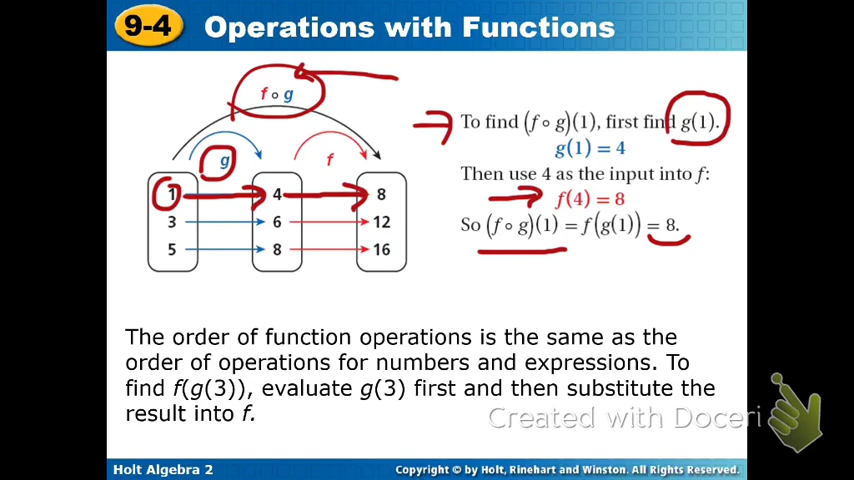 9-4 Operations with Functions
f ∘ g
g f
1 4 8
3 6 12
5 8 16
To find (f ∘ g)(1), first find g(1).
g(1) = 4
Then use 4 as the input into f:
f(4) = 8
So (f ∘ g)(1) = f(g(1)) = 8.
The order of function operations is the same as the
order of operations for numbers and expressions. To
find f(g(3)), evaluate g(3) first and then substitute the
result into f.
Created with Doceri
Holt Algebra 2 Copyright © by Holt, Rinehart and Winston. All Rights Reserved.